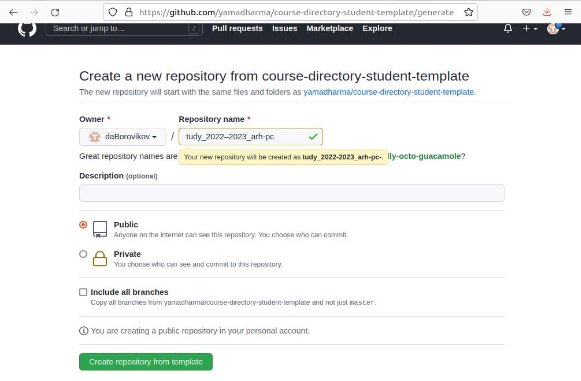 https://github.com/yamadharma/course-directory-student-template/generate
Search or jump to... / Pull requests Issues Marketplace Explore
Create a new repository from course-directory-student-template
The new repository will start with the same files and folders as yamadharma/course-directory-student-template.
Owner * Repository name *
daBorovikov / tudy_2022–2023_arh-pc
Great repository names are
Your new repository will be created as tudy_2022-2023_arh-pc-.
lly-octo-guacamole?
Description (optional)
Public
Anyone on the internet can see this repository. You choose who can commit.
Private
You choose who can see and commit to this repository.
Include all branches
Copy all branches from yamadharma/course-directory-student-template and not just master.
You are creating a public repository in your personal account.
Create repository from template